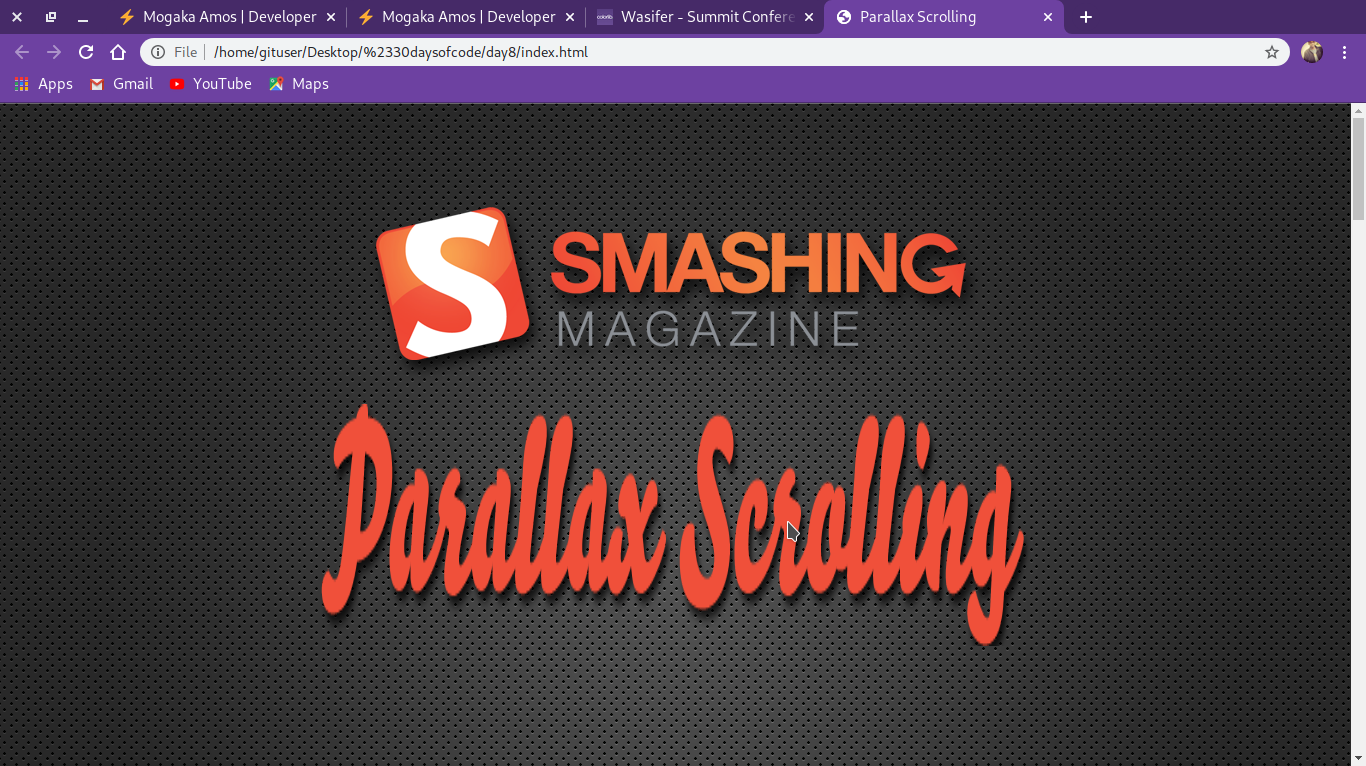 Mogaka Amos | Developer
Mogaka Amos | Developer
Wasifer - Summit Confere
Parallax Scrolling
File
/home/gituser/Desktop/%2330daysofcode/day8/index.html
Apps
Gmail
YouTube
Maps
S
SMASHING
MAGAZINE
Parallax Scrolling